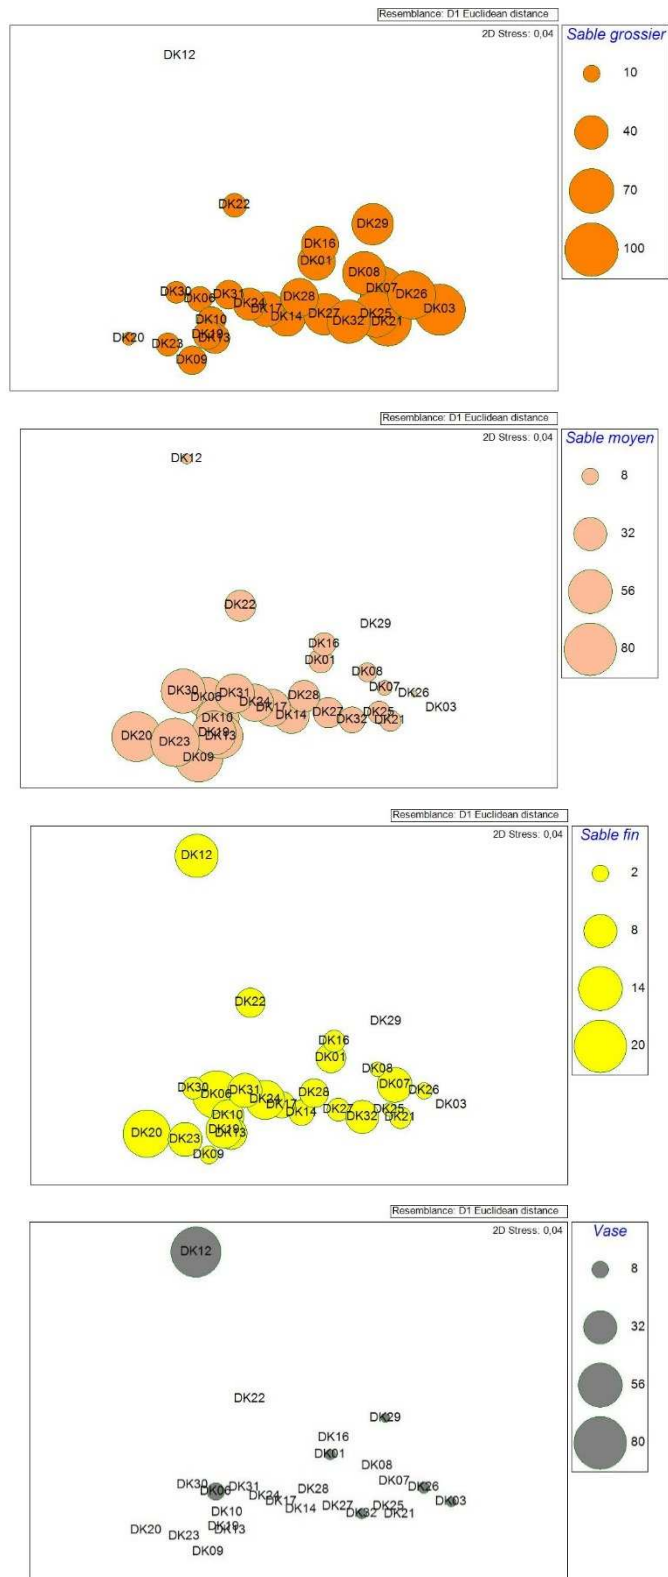 Resemblance: D1 Euclidean distance
2D Stress: 0,04
Sable grossier
10
40
70
100
DK12
DK22
DK29
DK16
DK01
DK08
DK30
DK06
DK31
DK24
DK17
DK28
DK14
DK27
DK32
DK07
DK25
DK21
DK26
DK03
DK10
DK19
DK13
DK20
DK23
DK09
Resemblance: D1 Euclidean distance
2D Stress: 0,04
Sable moyen
8
32
56
80
DK12
DK22
DK29
DK16
DK01
DK08
DK30
DK06
DK31
DK24
DK17
DK28
DK14
DK27
DK32
DK07
DK25
DK21
DK26
DK03
DK10
DK19
DK13
DK20
DK23
DK09
Resemblance: D1 Euclidean distance
2D Stress: 0,04
Sable fin
2
8
14
20
DK12
DK22
DK29
DK16
DK01
DK08
DK30
DK06
DK31
DK24
DK17
DK28
DK14
DK27
DK32
DK07
DK25
DK21
DK26
DK03
DK10
DK19
DK13
DK20
DK23
DK09
Resemblance: D1 Euclidean distance
2D Stress: 0,04
Vase
8
32
56
80
DK12
DK22
DK29
DK16
DK01
DK08
DK30
DK06
DK31
DK24
DK17
DK28
DK14
DK27
DK32
DK07
DK25
DK21
DK26
DK03
DK10
DK19
DK13
DK20
DK23
DK09